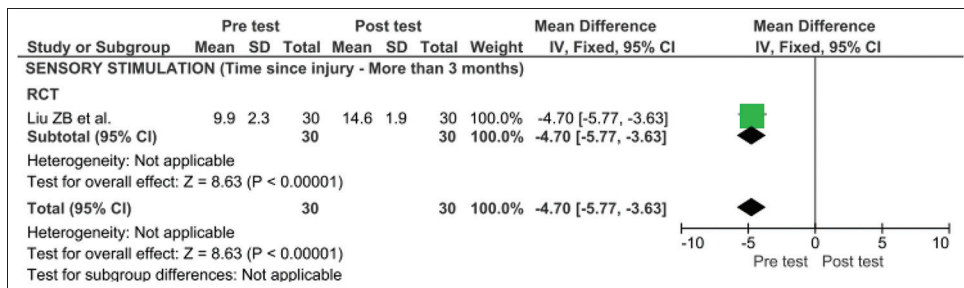 Pre test Post test Mean Difference Mean Difference
Study or Subgroup Mean SD Total Mean SD Total Weight IV, Fixed, 95% CI IV, Fixed, 95% CI
SENSORY STIMULATION (Time since injury - More than 3 months)
RCT
Liu ZB et al. 9.9 2.3 30 14.6 1.9 30 100.0% -4.70 [-5.77, -3.63]
Subtotal (95% CI) 30 30 100.0% -4.70 [-5.77, -3.63]
Heterogeneity: Not applicable
Test for overall effect: Z = 8.63 (P < 0.00001)
Total (95% CI) 30 30 100.0% -4.70 [-5.77, -3.63]
Heterogeneity: Not applicable
Test for overall effect: Z = 8.63 (P < 0.00001)
Test for subgroup differences: Not applicable
-10 -5 0 5 10
Pre test Post test